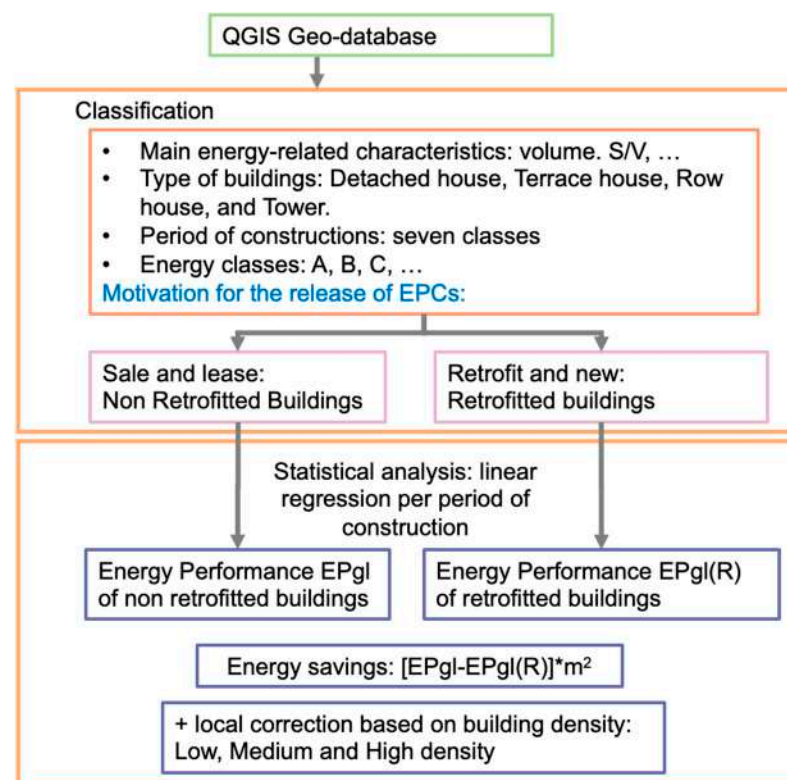 QGIS Geo-database
Classification
• Main energy-related characteristics: volume. S/V, …
• Type of buildings: Detached house, Terrace house, Row
house, and Tower.
• Period of constructions: seven classes
• Energy classes: A, B, C, …
Motivation for the release of EPCs:
Sale and lease:
Non Retrofitted Buildings
Retrofit and new:
Retrofitted buildings
Statistical analysis: linear
regression per period of
construction
Energy Performance EPgl
of non retrofitted buildings
Energy Performance EPgl(R)
of retrofitted buildings
Energy savings: [EPgl-EPgl(R)]*m²
+ local correction based on building density:
Low, Medium and High density